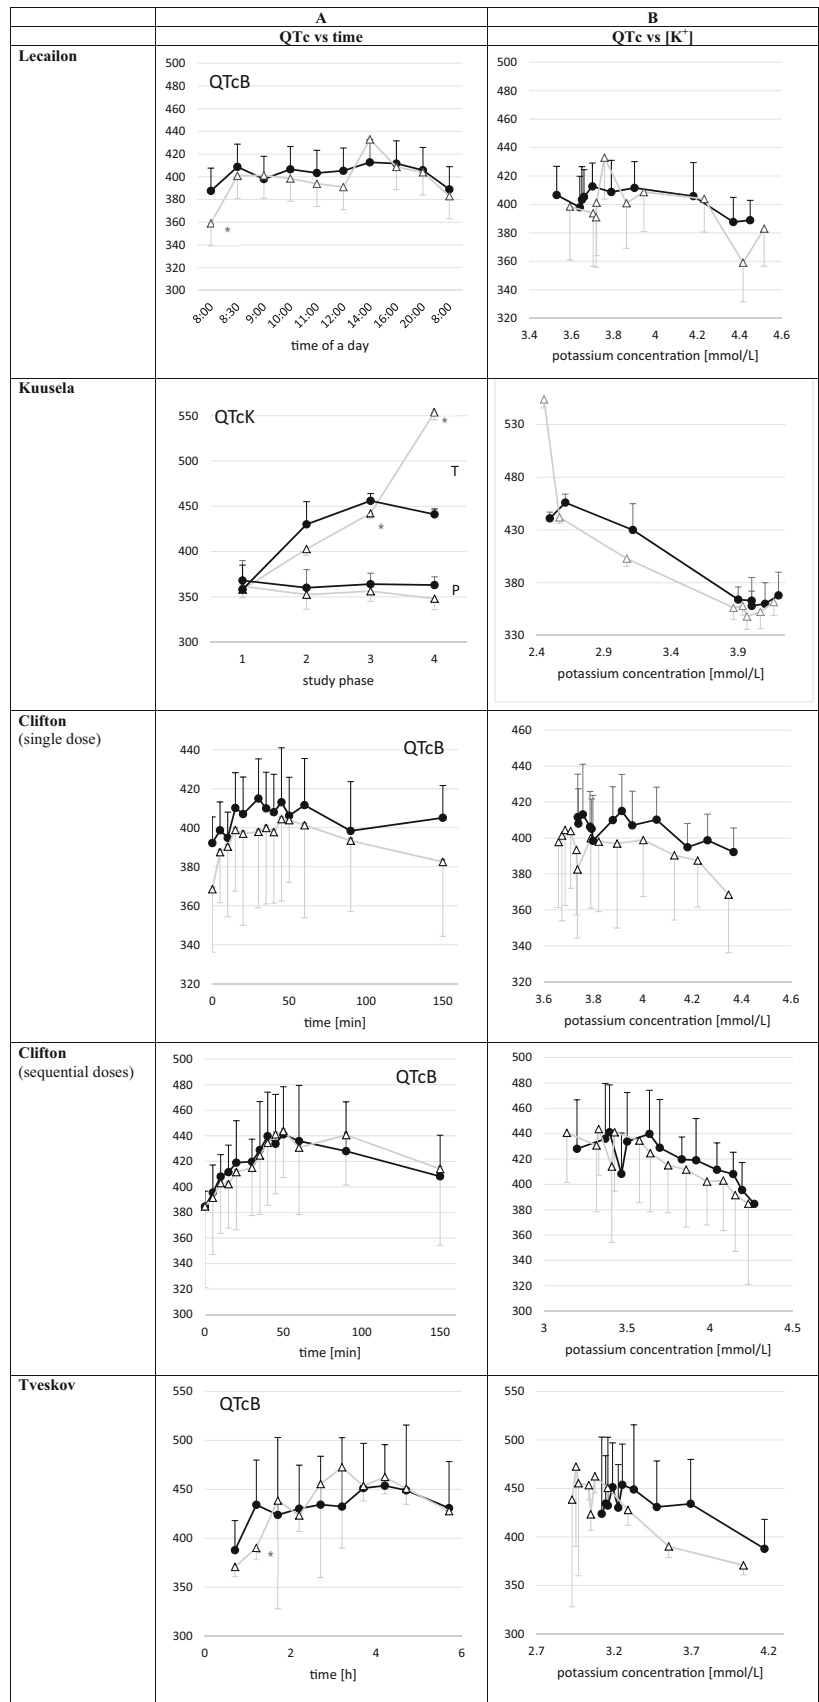 A B
QTc vs time QTc vs [K+]
Lecailon
QTcB
500
480
460
440
420
400
380
360
340
320
300
*
8:00 8:30 9:00 10:00 11:00 12:00 14:00 16:00 20:00 8:00
time of a day
500
480
460
440
420
400
380
360
340
320
3.4 3.6 3.8 4 4.2 4.4 4.6
potassium concentration [mmol/L]
Kuusela
QTcK
550
500
450
400
350
300
*
*
T
P
1 2 3 4
study phase
530
480
430
380
330
2.4 2.9 3.4 3.9
potassium concentration [mmol/L]
Clifton
(single dose)
QTcB
440
420
400
380
360
340
320
0 50 100 150
time [min]
460
440
420
400
380
360
340
320
3.6 3.8 4 4.2 4.4 4.6
potassium concentration [mmol/L]
Clifton
(sequential doses)
QTcB
500
480
460
440
420
400
380
360
340
320
300
0 50 100 150
time [min]
500
480
460
440
420
400
380
360
340
320
300
3 3.5 4 4.5
potassium concentration [mmol/L]
Tveskov
QTcB
550
500
450
400
350
300
*
0 2 4 6
time [h]
550
500
450
400
350
300
2.7 3.2 3.7 4.2
potassium concentration [mmol/L]